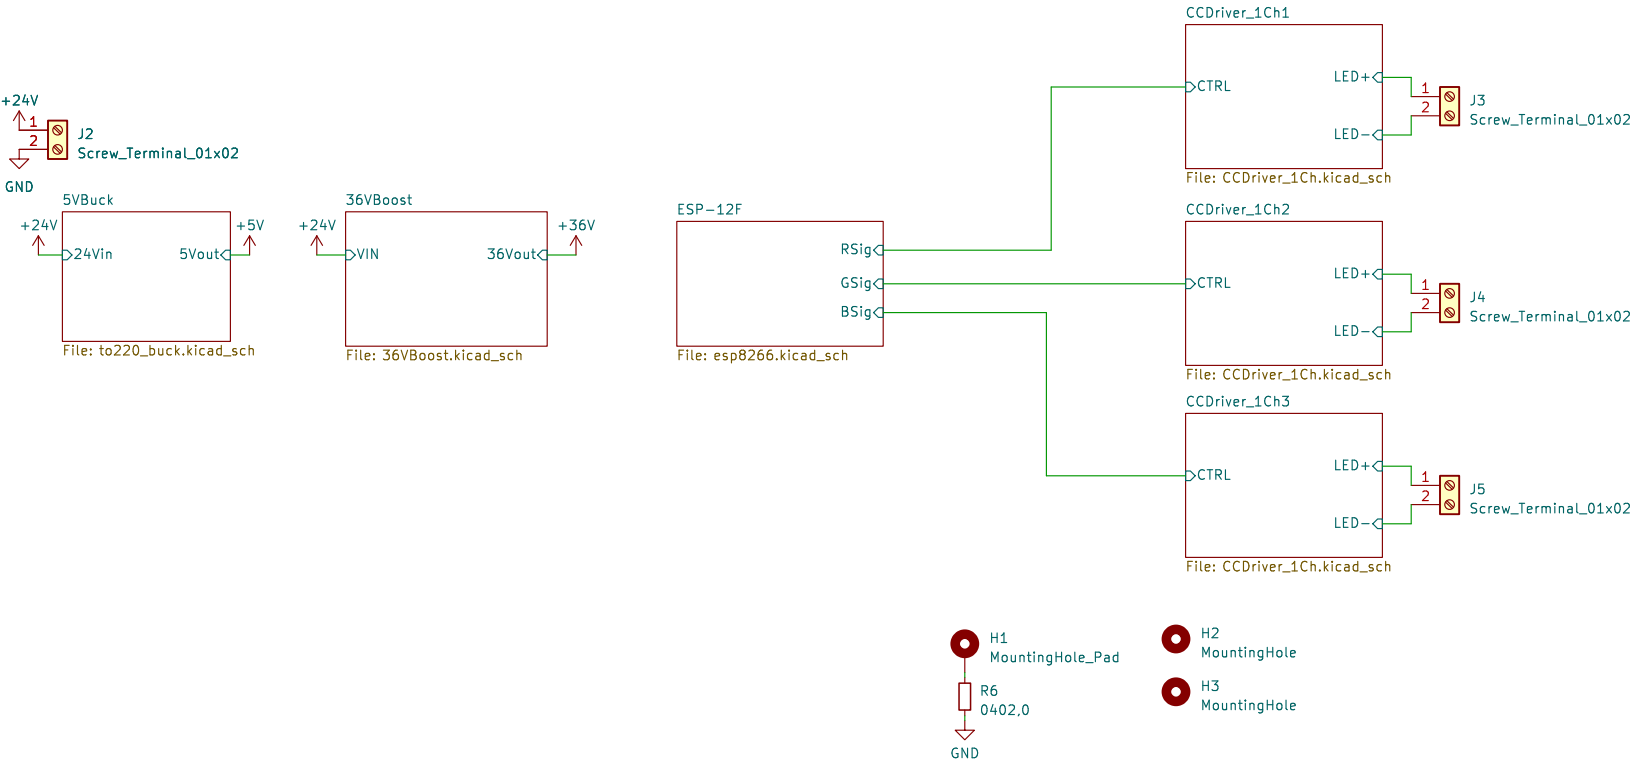 +24V
1
2
J2
Screw_Terminal_01x02
GND
5VBuck
+24V
24Vin
5Vout
+5V
File: to220_buck.kicad_sch
36VBoost
+24V
VIN
36Vout
+36V
File: 36VBoost.kicad_sch
ESP-12F
RSig
GSig
BSig
File: esp8266.kicad_sch
CCDriver_1Ch1
CTRL
LED+
LED-
File: CCDriver_1Ch.kicad_sch
1
2
J3
Screw_Terminal_01x02
CCDriver_1Ch2
CTRL
LED+
LED-
File: CCDriver_1Ch.kicad_sch
1
2
J4
Screw_Terminal_01x02
CCDriver_1Ch3
CTRL
LED+
LED-
File: CCDriver_1Ch.kicad_sch
1
2
J5
Screw_Terminal_01x02
H1
MountingHole_Pad
R6
0402,0
GND
H2
MountingHole
H3
MountingHole